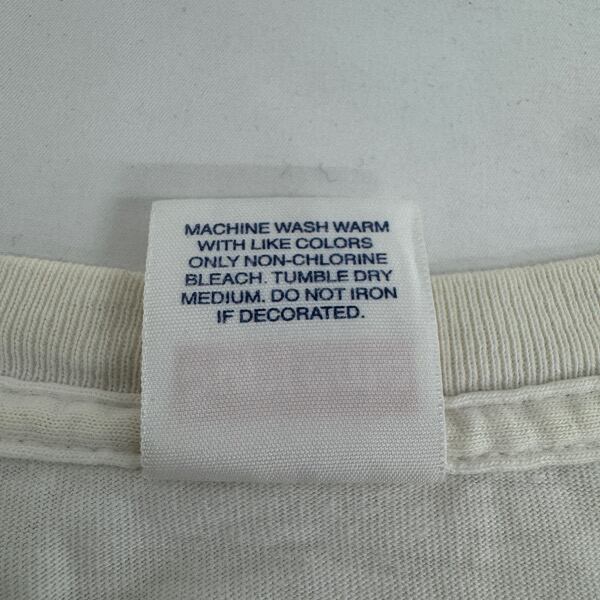 MACHINE WASH WARM
WITH LIKE COLORS
ONLY NON-CHLORINE
BLEACH. TUMBLE DRY
MEDIUM. DO NOT IRON
IF DECORATED.